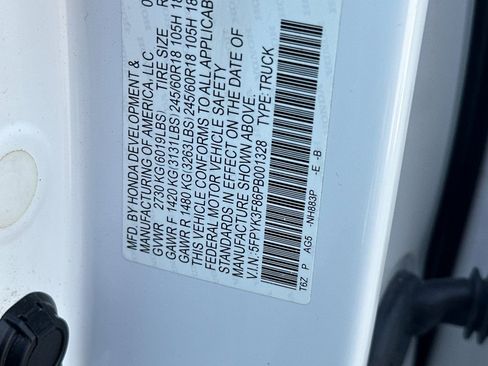 MFD. BY HONDA DEVELOPMENT &
MANUFACTURING OF AMERICA, LLC.
GVWR 2730 KG(6019LBS) TIRE SIZE
GAWR F 1420 KG(3131LBS) 245/60R18 105H 18
GAWR R 1480 KG(3263LBS) 245/60R18 105H 18
THIS VEHICLE CONFORMS TO ALL APPLICABLE
FEDERAL MOTOR VEHICLE SAFETY
STANDARDS IN EFFECT ON THE DATE OF
MANUFACTURE SHOWN ABOVE.
V.I.N.:5FPYK3F86PB001328 TYPE:TRUCK
T6Z P AG5 -NH883P -E -B